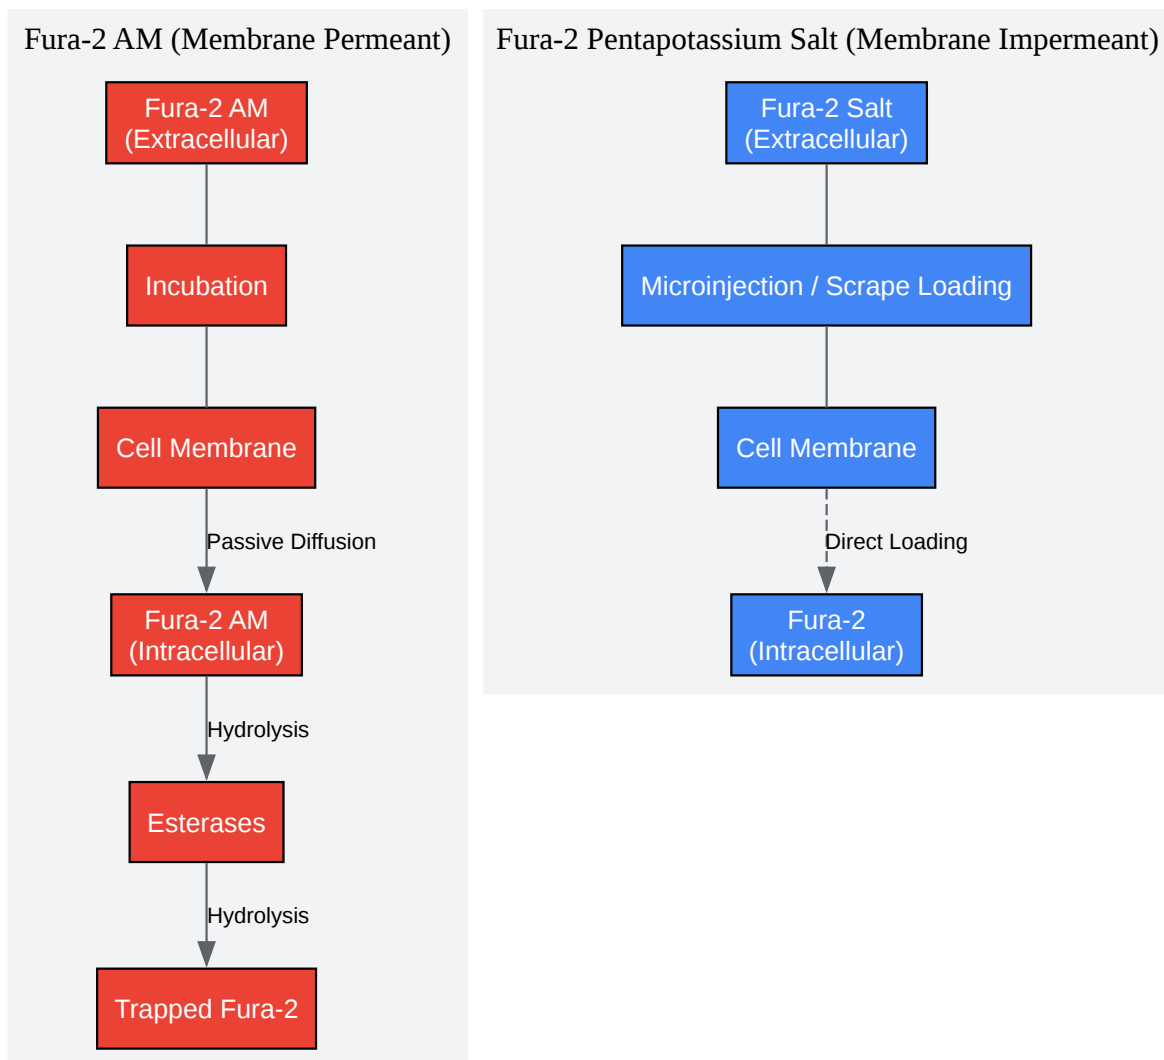 Fura-2 AM (Membrane Permeant)
Fura-2 AM
(Extracellular)
Incubation
Cell Membrane
Passive Diffusion
Fura-2 AM
(Intracellular)
Hydrolysis
Esterases
Hydrolysis
Trapped Fura-2
Fura-2 Pentapotassium Salt (Membrane Impermeant)
Fura-2 Salt
(Extracellular)
Microinjection / Scrape Loading
Cell Membrane
Direct Loading
Fura-2
(Intracellular)